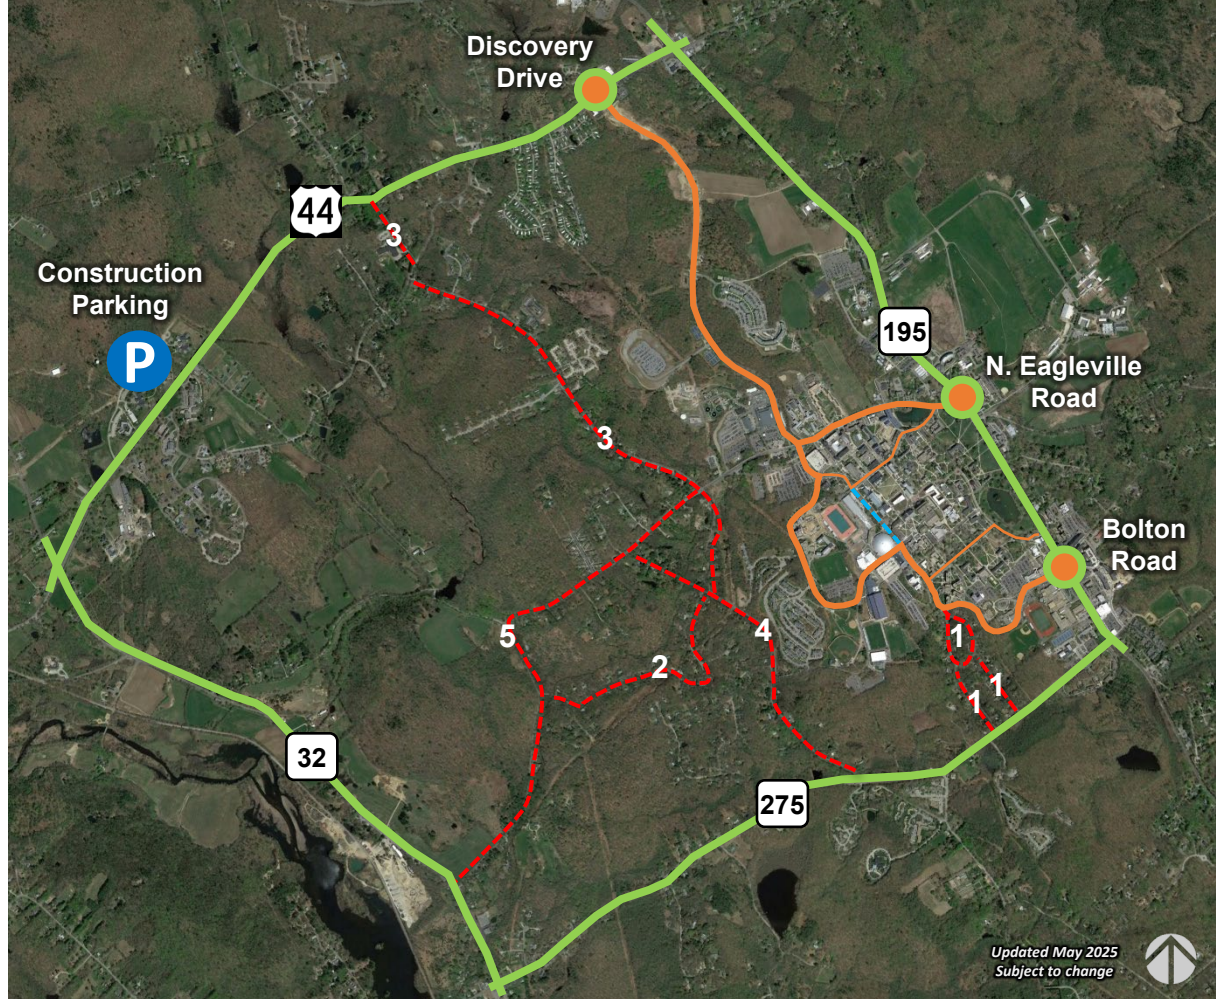 Discovery
Drive
44
3
Construction
Parking
P
195
N. Eagleville
Road
3
Bolton
Road
5
4
1
2
1
1
32
275
Updated May 2025
Subject to change